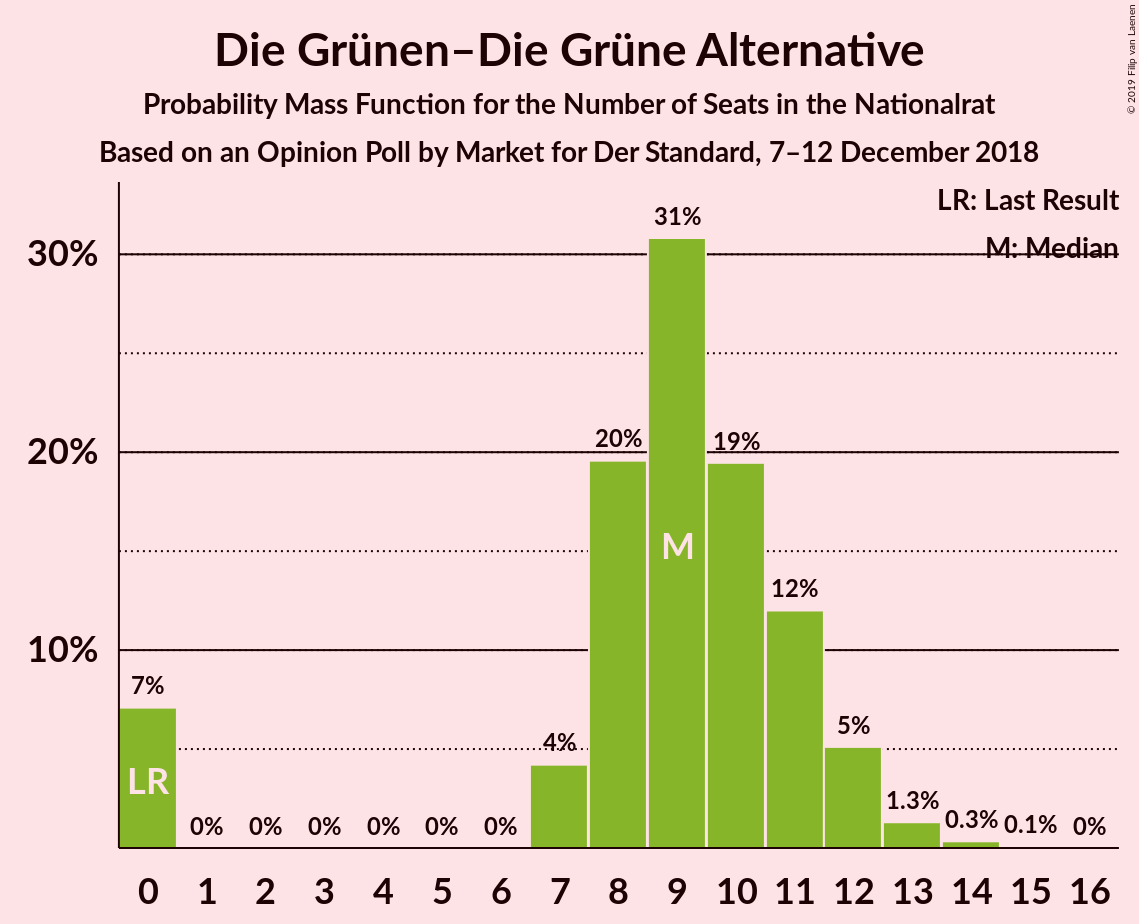 Die Grünen–Die Grüne Alternative
Probability Mass Function for the Number of Seats in the Nationalrat
Based on an Opinion Poll by Market for Der Standard, 7–12 December 2018
© 2019 Filip van Laenen
LR: Last Result
M: Median
30%
20%
10%
7%
0%
0%
0%
0%
0%
0%
4%
20%
31%
19%
12%
5%
1.3%
0.3%
0.1%
0%
LR
M
0 1 2 3 4 5 6 7 8 9 10 11 12 13 14 15 16